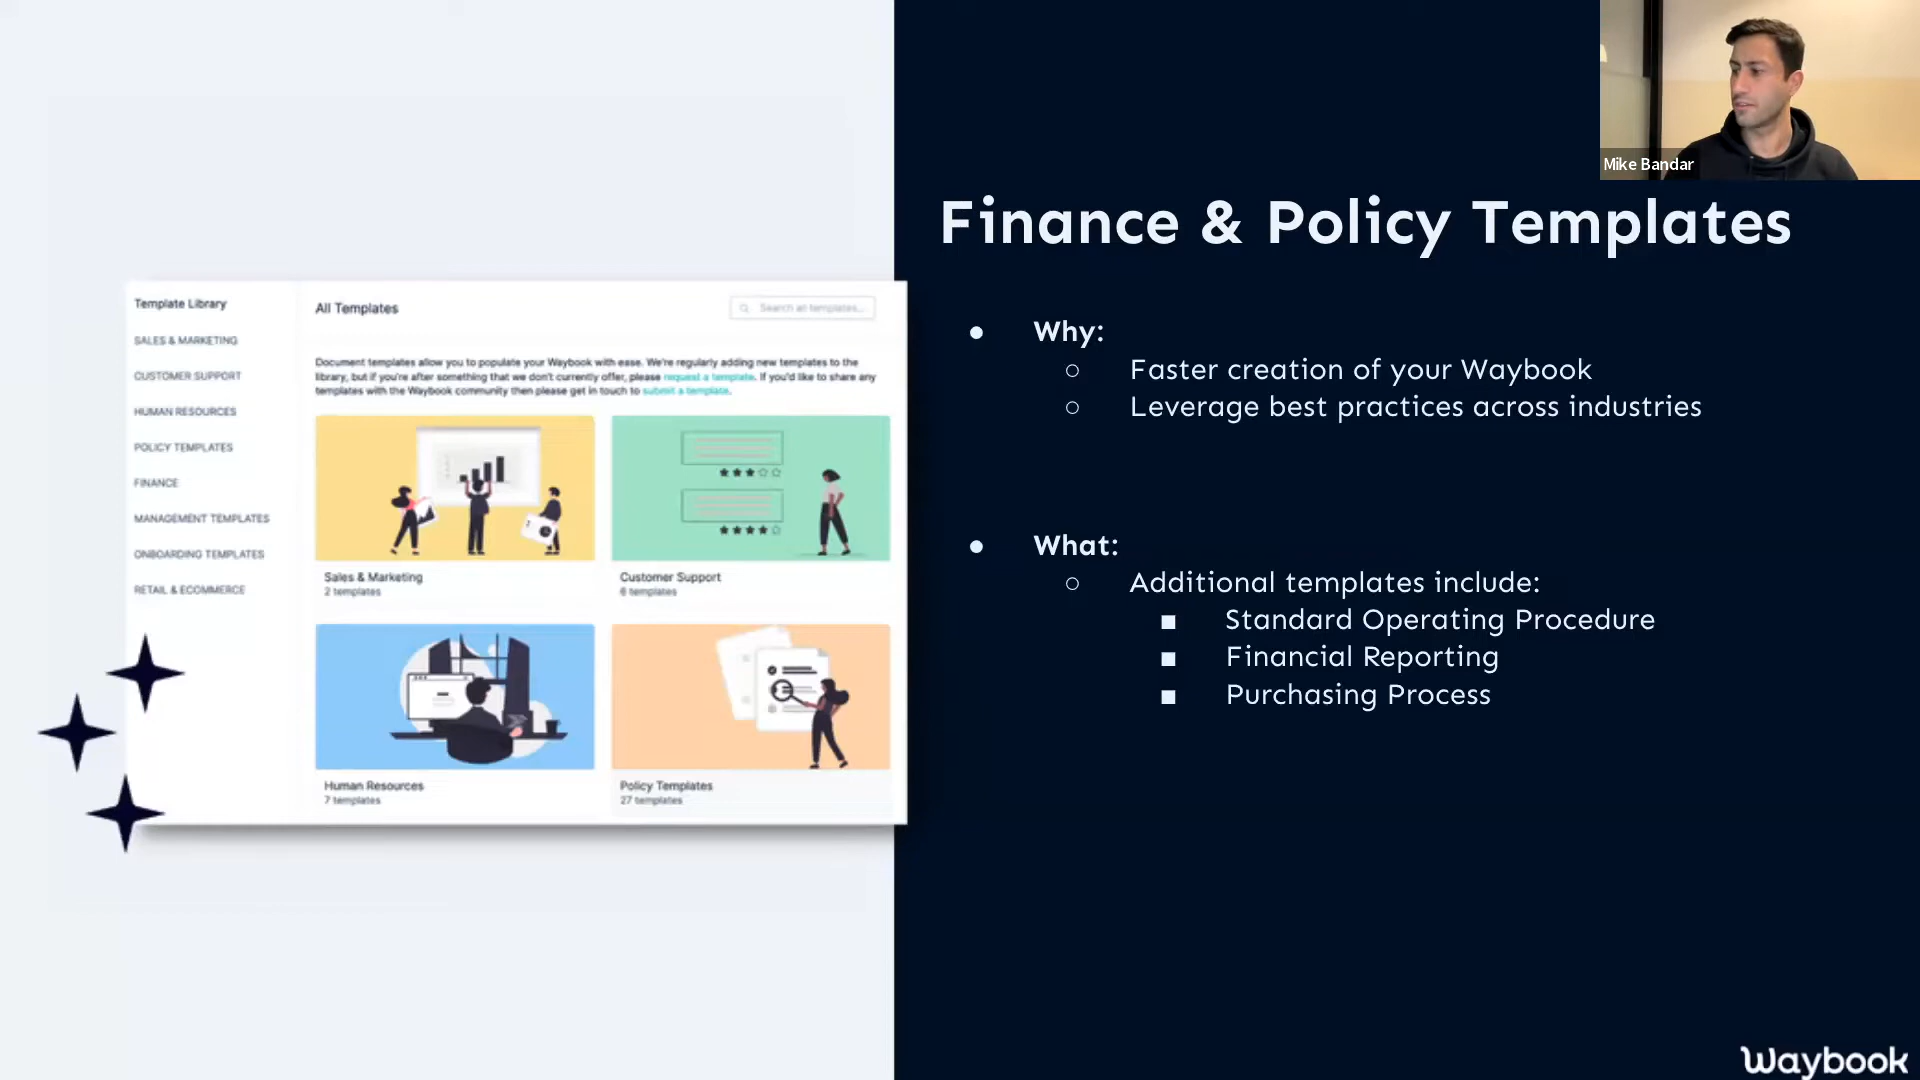 Mike Bandar
Finance & Policy Templates
Why:
Faster creation of your Waybook
Leverage best practices across industries
What:
Additional templates include:
Standard Operating Procedure
Financial Reporting
Purchasing Process
Template Library
SALES & MARKETING
CUSTOMER SUPPORT
HUMAN RESOURCES
POLICY TEMPLATES
FINANCE
MANAGEMENT TEMPLATES
ONBOARDING TEMPLATES
RETAIL & ECOMMERCE
All Templates
Search all templates...
Document templates allow you to populate your Waybook with ease. We're regularly adding new templates to the
library, but if you're after something that we don't currently offer, please request a template. If you'd like to share any
templates with the Waybook community then please get in touch to submit a template.
Sales & Marketing
2 templates
Customer Support
6 templates
Human Resources
7 templates
Policy Templates
27 templates
Waybook